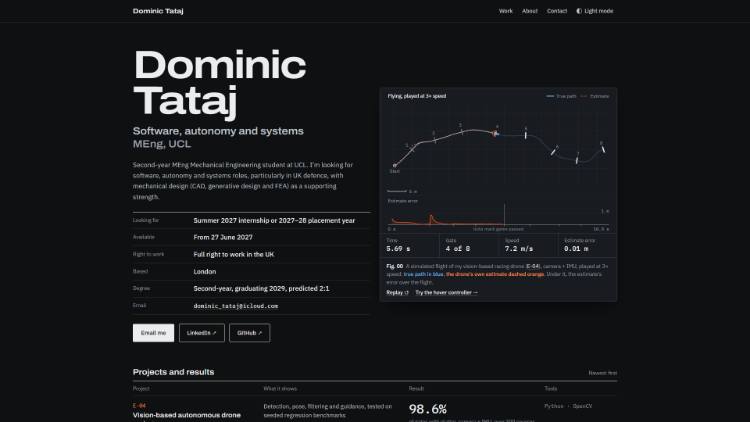 Dominic Tataj
Work
About
Contact
Light mode
Dominic
Tataj
Software, autonomy and systems
MEng, UCL
Second-year MEng Mechanical Engineering student at UCL. I'm looking for
software, autonomy and systems roles, particularly in UK defence, with
mechanical design (CAD, generative design and FEA) as a supporting
strength.
Looking for
Summer 2027 internship or 2027–28 placement year
Available
From 27 June 2027
Right to work
Full right to work in the UK
Based
London
Degree
Second-year, graduating 2029, predicted 2:1
Email
dominic_tataj@icloud.com
Email me
LinkedIn ↗
GitHub ↗
Flying, played at 3× speed
True path
Estimate
Start
Estimate error
Time
Gate
Speed
Estimate error
5.69 s
4 of 8
7.2 m/s
0.01 m
Fig. 00 A simulated flight of my vision-based racing drone (E-04), camera + IMU, played at 3×
speed: true path in blue, the drone's own estimate dashed orange. Under it, the estimate's
error over the flight.
Replay ↺
Try the hover controller →
Projects and results
Newest first
Project
What it shows
Result
Tools
E-04
Vision-based autonomous drone
Detection, pose, filtering and guidance, tested on
seeded regression benchmarks
98.6%
Python · OpenCV